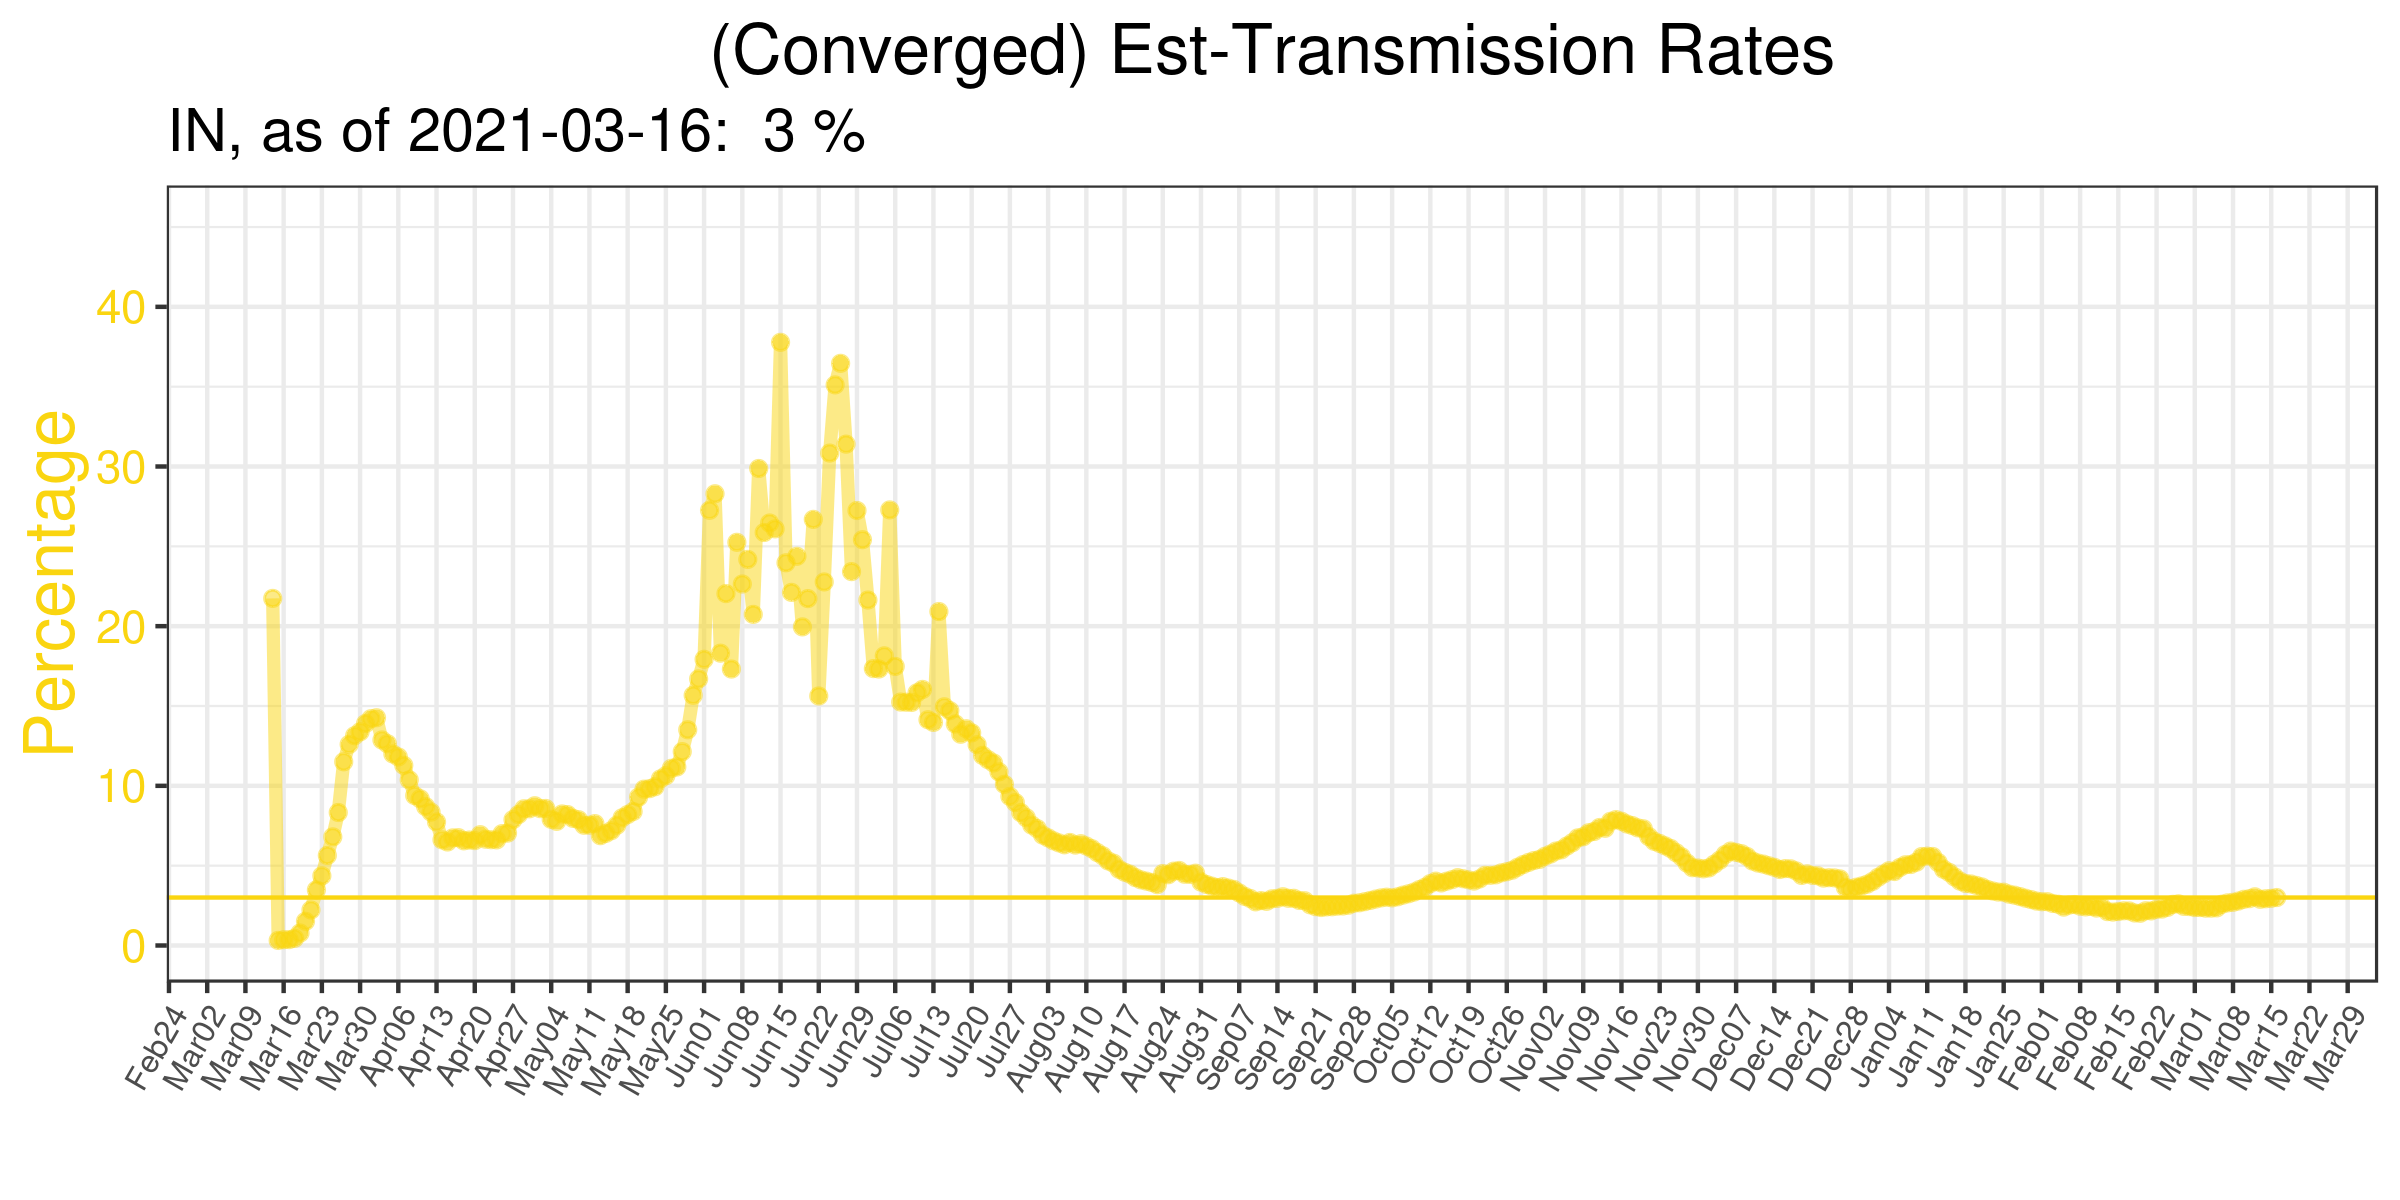 (Converged) Est-Transmission Rates
IN, as of 2021-03-16:  3 %
Percentage
40
30
20
10
0
Feb24
Mar02
Mar09
Mar16
Mar23
Mar30
Apr06
Apr13
Apr20
Apr27
May04
May11
May18
May25
Jun01
Jun08
Jun15
Jun22
Jun29
Jul06
Jul13
Jul20
Jul27
Aug03
Aug10
Aug17
Aug24
Aug31
Sep07
Sep14
Sep21
Sep28
Oct05
Oct12
Oct19
Oct26
Nov02
Nov09
Nov16
Nov23
Nov30
Dec07
Dec14
Dec21
Dec28
Jan04
Jan11
Jan18
Jan25
Feb01
Feb08
Feb15
Feb22
Mar01
Mar08
Mar15
Mar22
Mar29